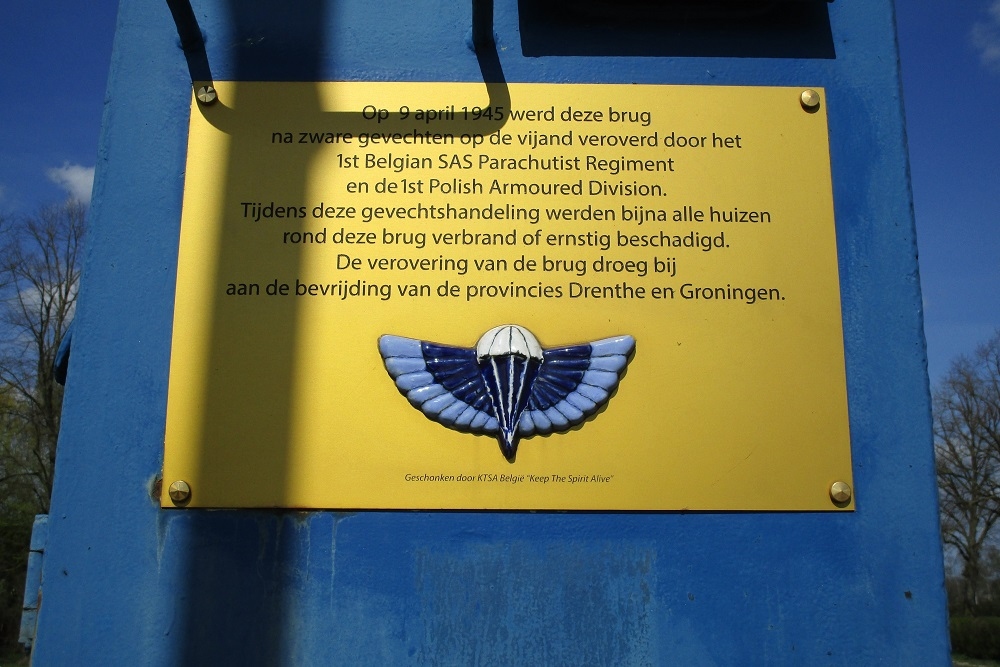 Op 9 april 1945 werd deze brug
na zware gevechten op de vijand veroverd door het
1st Belgian SAS Parachutist Regiment
en de 1st Polish Armoured Division.
Tijdens deze gevechtshandeling werden bijna alle huizen
rond deze brug verbrand of ernstig beschadigd.
De verovering van de brug droeg bij
aan de bevrijding van de provincies Drenthe en Groningen.
Geschonken door KTSA België "Keep The Spirit Alive"